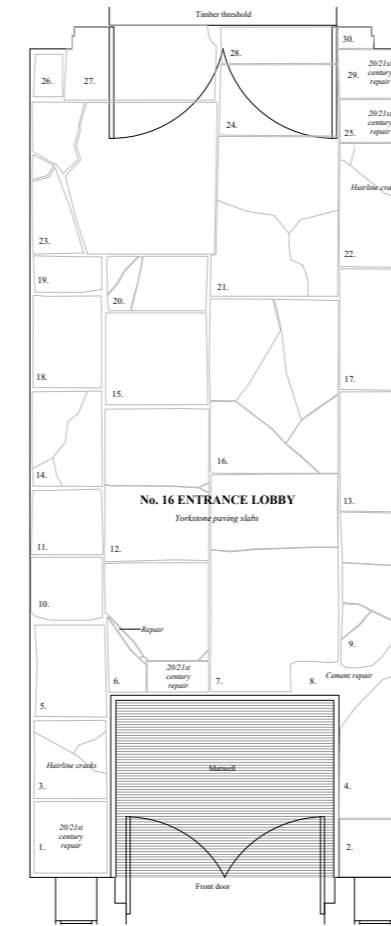 Timber threshold
30.
28.
20/21st
century
repair
29.
26.
27.
20/21st
century
repair
24.
25.
Hairline cra
23.
22.
19.
20.
21.
18.
17.
15.
14.
16.
No. 16 ENTRANCE LOBBY
13.
Yorkstone paving slabs
11.
12.
10.
Repair
9.
20/21st
century
repair
Cement repair
6.
7.
8.
5.
Hairline cracks
Matwell
3.
4.
20/21st
century
repair
1.
2.
Front door